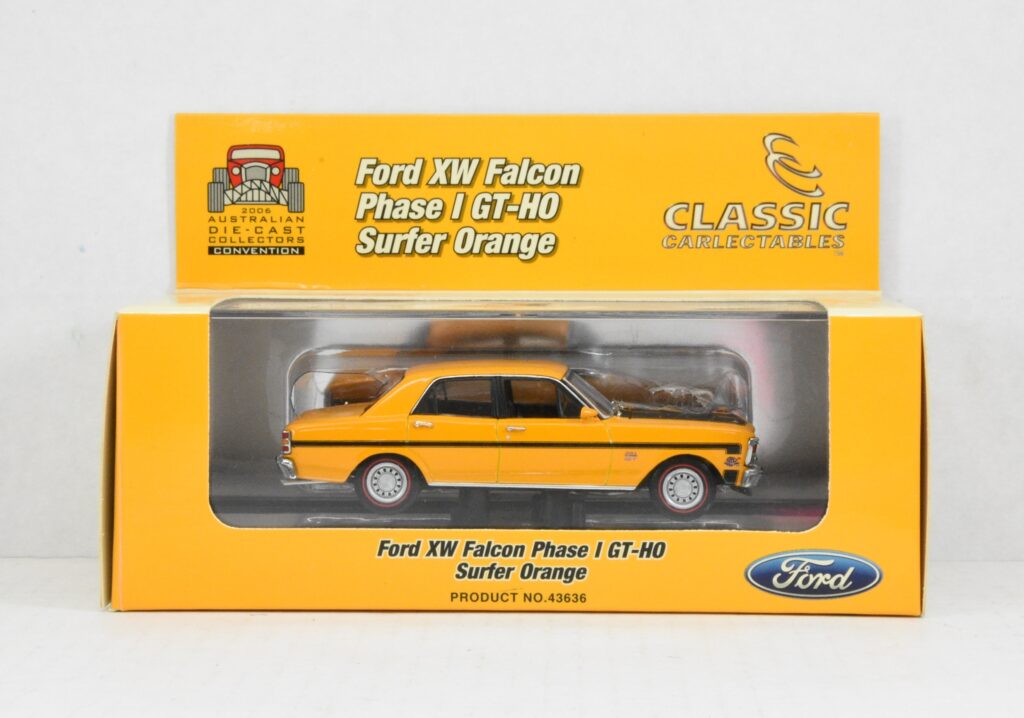 2006
AUSTRALIAN
DIE-CAST
COLLECTORS
CONVENTION
Ford XW Falcon
Phase I GT-HO
Surfer Orange
CLASSIC
CARLECTABLES
TM
Ford XW Falcon Phase I GT-HO
Surfer Orange
PRODUCT NO.43636
Ford